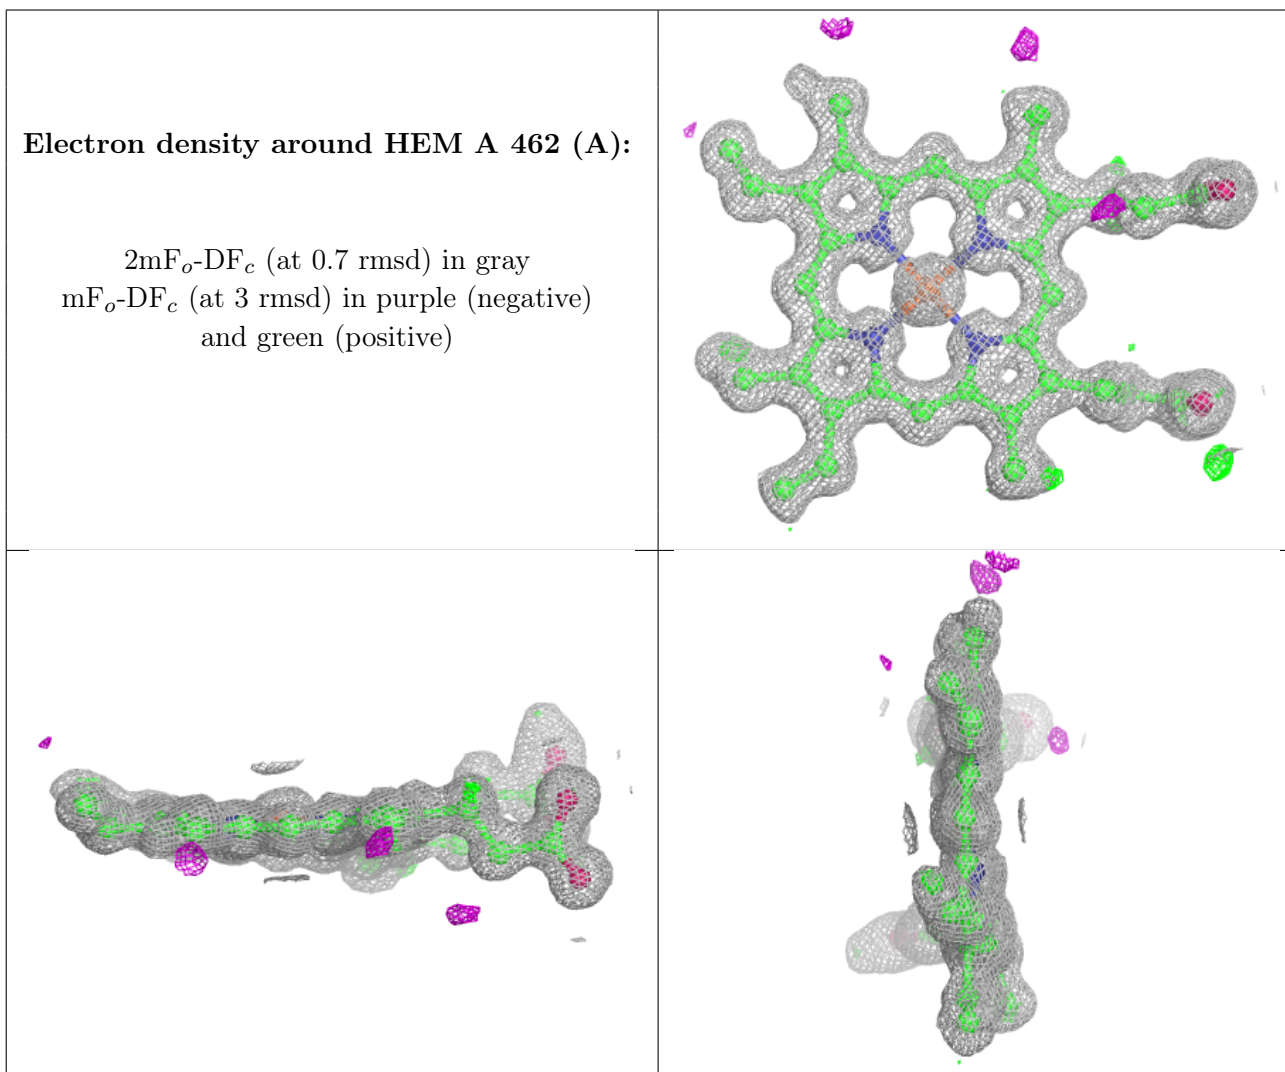 Electron density around HEM A 462 (A):
2mFo-DFc (at 0.7 rmsd) in gray
mFo-DFc (at 3 rmsd) in purple (negative)
and green (positive)